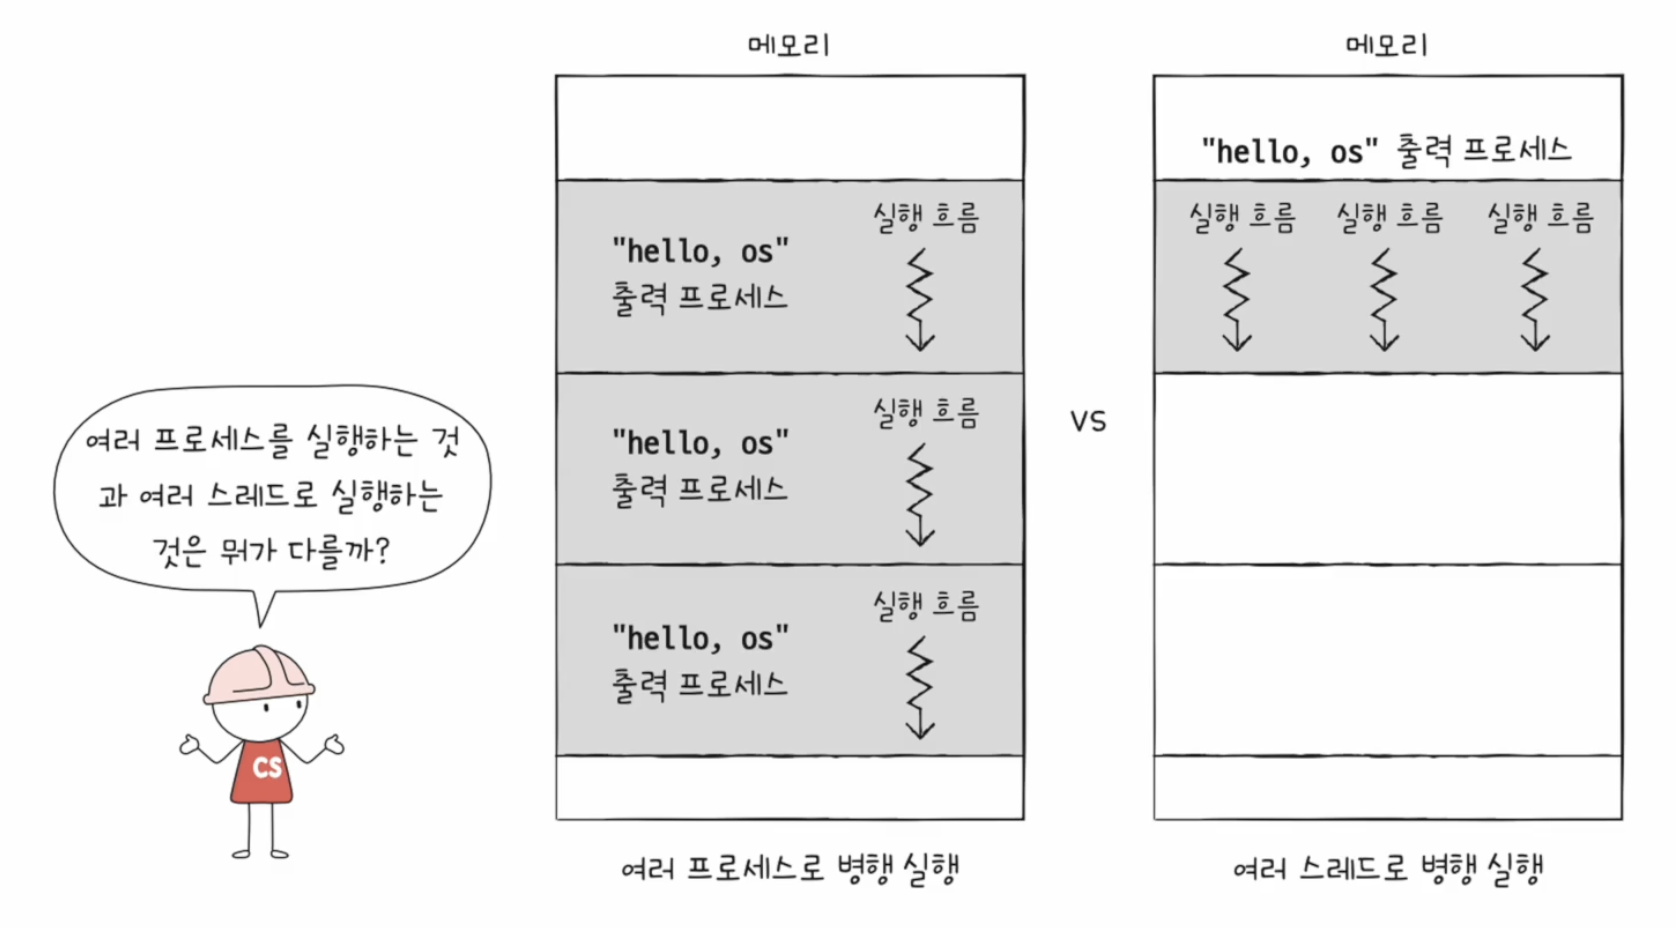 여러 프로세스를 실행하는 것
과 여러 스레드로 실행하는
것은 뭐가 다를까?
CS
메모리
"hello, os"
출력 프로세스
실행 흐름
"hello, os"
출력 프로세스
실행 흐름
"hello, os"
출력 프로세스
실행 흐름
여러 프로세스로 병행 실행
vs
메모리
"hello, os" 출력 프로세스
실행 흐름 실행 흐름 실행 흐름
여러 스레드로 병행 실행